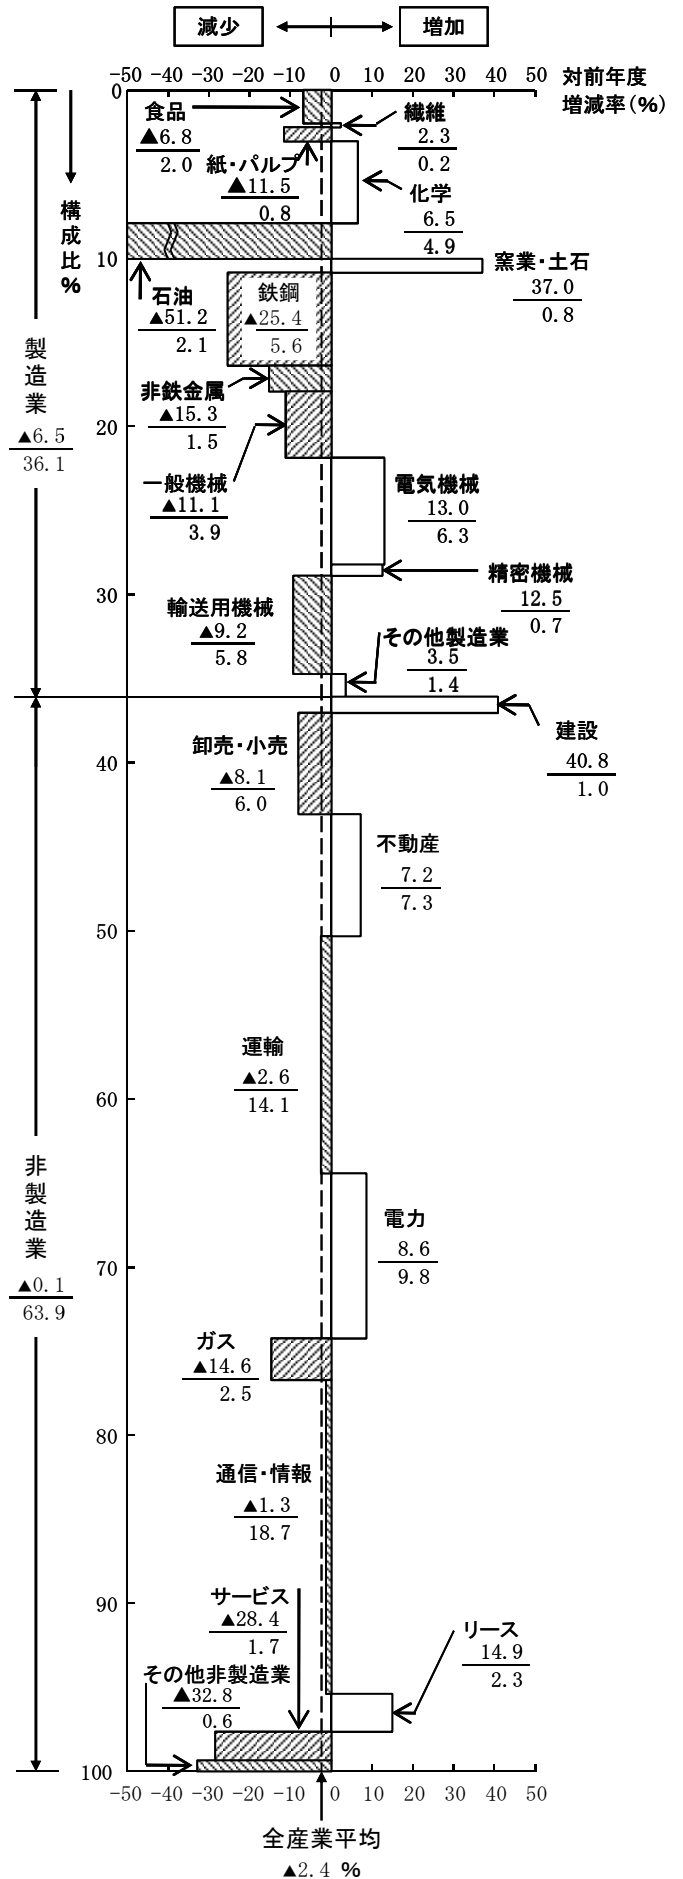 減少 増加
-50 -40 -30 -20 -10 0 10 20 30 40 50 対前年度
増減率(%)
0
食品
▲6.8
2.0
繊維
2.3
0.2
紙・パルプ
▲11.5
0.8
化学
6.5
4.9
構成比%
10
窯業・土石
37.0
0.8
石油
▲51.2
2.1
鉄鋼
▲25.4
5.6
製造業
▲6.5
36.1
非鉄金属
▲15.3
1.5
20
一般機械
▲11.1
3.9
電気機械
13.0
6.3
精密機械
12.5
0.7
30
輸送用機械
▲9.2
5.8
その他製造業
3.5
1.4
建設
40.8
1.0
卸売・小売
▲8.1
6.0
40
不動産
7.2
7.3
50
運輸
▲2.6
14.1
60
非製造業
▲0.1
63.9
電力
8.6
9.8
70
ガス
▲14.6
2.5
80
通信・情報
▲1.3
18.7
90
サービス
▲28.4
1.7
リース
14.9
2.3
その他非製造業
▲32.8
0.6
100
-50 -40 -30 -20 -10 0 10 20 30 40 50
全産業平均
▲2.4 %